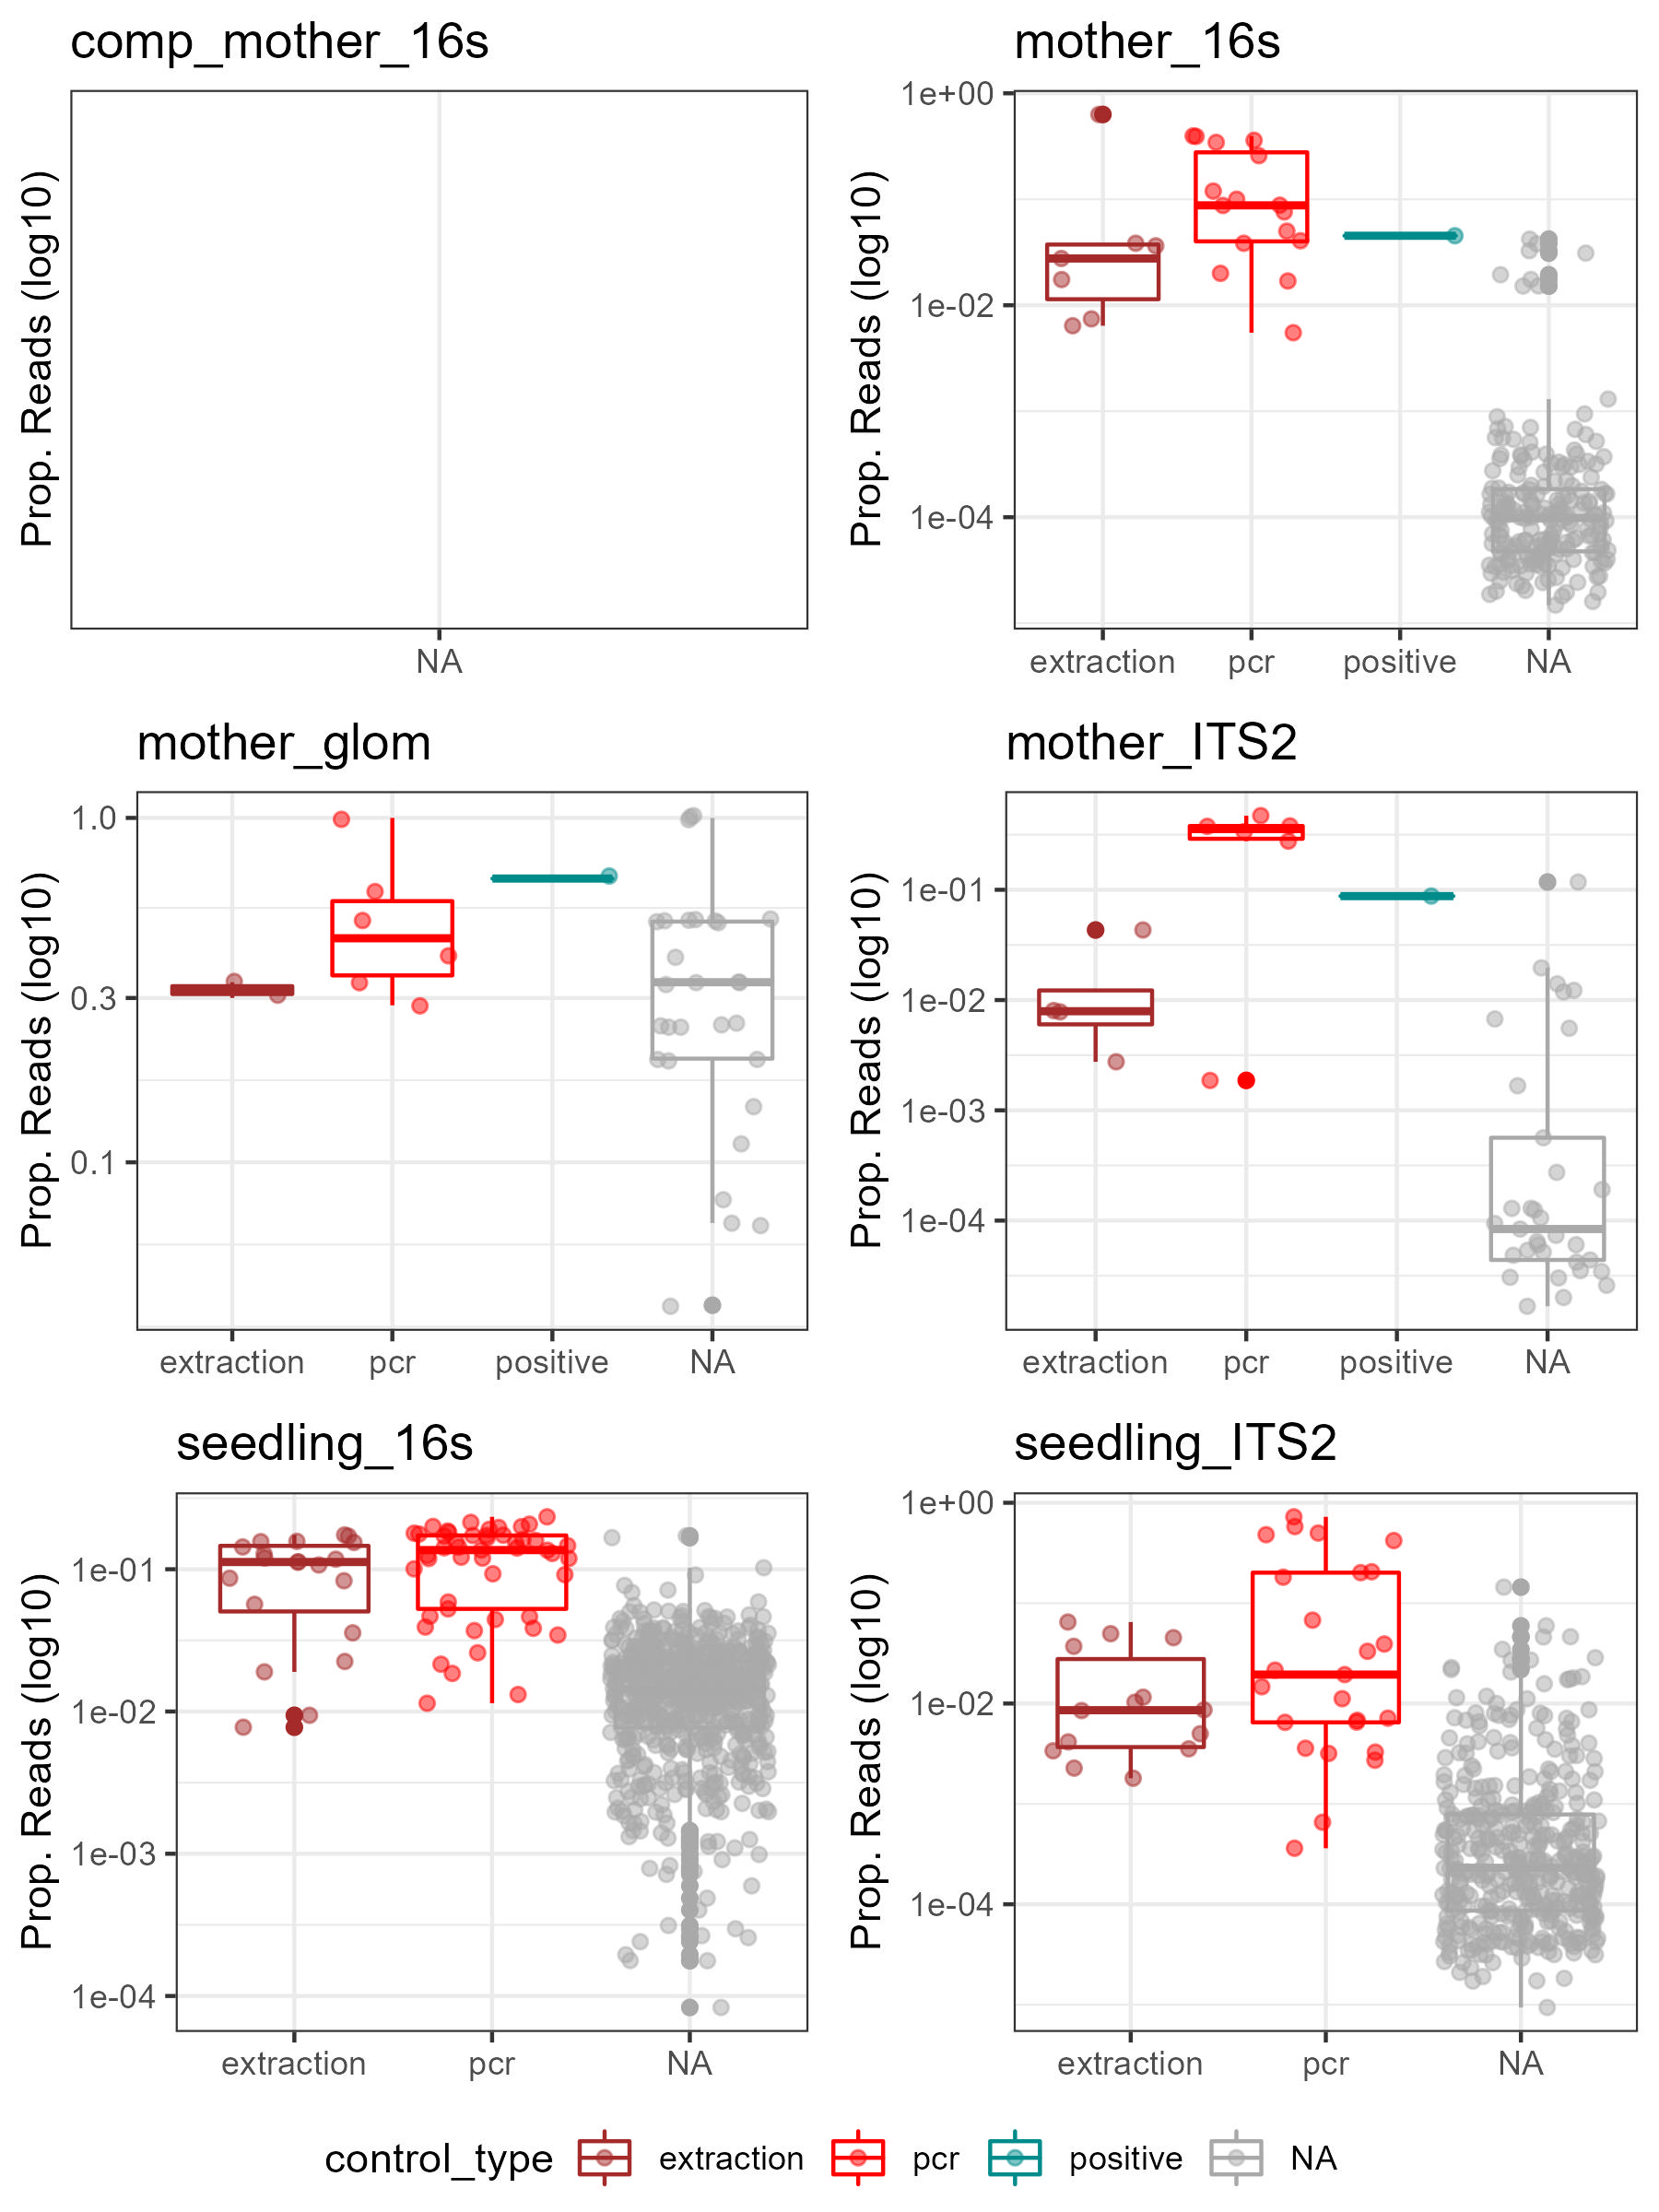 comp_mother_16s
Prop. Reads (log10)
NA
mother_16s
Prop. Reads (log10)
1e+00
1e-02
1e-04
extraction pcr positive NA
mother_glom
Prop. Reads (log10)
1.0
0.3
0.1
extraction pcr positive NA
mother_ITS2
Prop. Reads (log10)
1e-01
1e-02
1e-03
1e-04
extraction pcr positive NA
seedling_16s
Prop. Reads (log10)
1e-01
1e-02
1e-03
1e-04
extraction pcr NA
seedling_ITS2
Prop. Reads (log10)
1e+00
1e-02
1e-04
extraction pcr NA
control_type extraction pcr positive NA